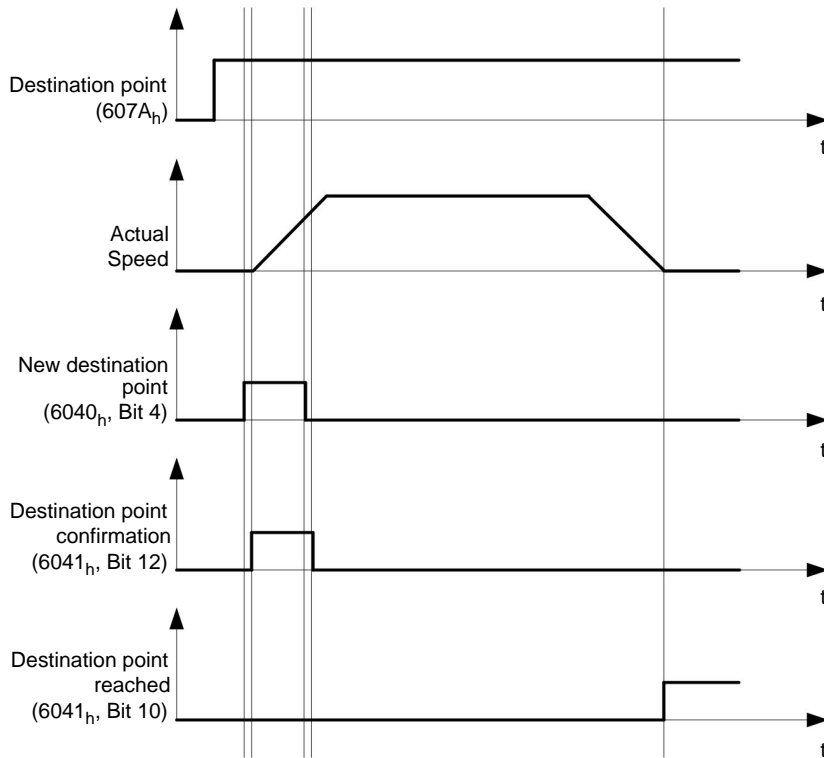 Destination point
(607Ah)
t
Actual
Speed
t
New destination
point
(6040h, Bit 4)
t
Destination point
confirmation
(6041h, Bit 12)
t
Destination point
reached
(6041h, Bit 10)
t